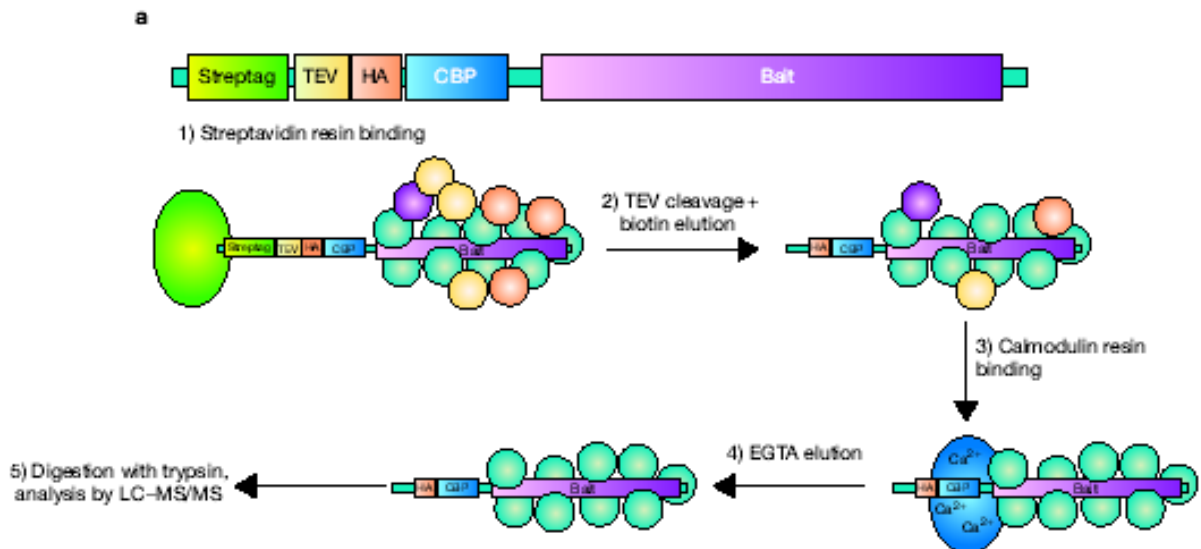 a
Streptag TEV HA CBP Bait
1) Streptavidin resin binding
2) TEV cleavage +
biotin elution
Streptag TEV HA CBP Bait
HA CBP Bait
3) Calmodulin resin
binding
4) EGTA elution
5) Digestion with trypsin,
analysis by LC–MS/MS
HA CBP Bait
Ca2+
HA CBP Bait
Ca2+
Ca2+